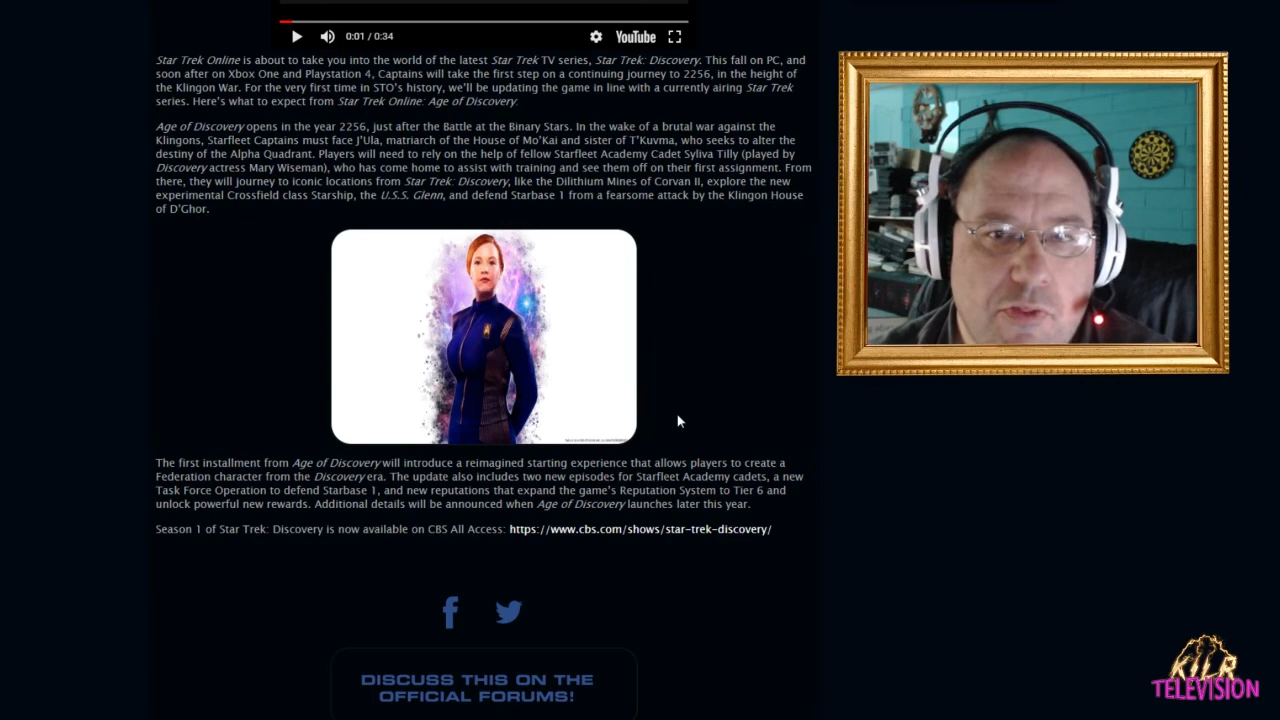 0:01 / 0:34
YouTube
Star Trek Online is about to take you into the world of the latest Star Trek TV series, Star Trek: Discovery. This fall on PC, and
soon after on Xbox One and Playstation 4, Captains will take the first step on a continuing journey to 2256, in the height of
the Klingon War. For the very first time in STO's history, we'll be updating the game in line with a currently airing Star Trek
series. Here's what to expect from Star Trek Online: Age of Discovery.
Age of Discovery opens in the year 2256, just after the Battle at the Binary Stars. In the wake of a brutal war against the
Klingons, Starfleet Captains must face J'Ula, matriarch of the House of Mo'Kai and sister of T'Kuvma, who seeks to alter the
destiny of the Alpha Quadrant. Players will need to rely on the help of fellow Starfleet Academy Cadet Syliva Tilly (played by
Discovery actress Mary Wiseman), who has come home to assist with training and see them off on their first assignment. From
there, they will journey to iconic locations from Star Trek: Discovery, like the Dilithium Mines of Corvan II, explore the new
experimental Crossfield class Starship, the U.S.S. Glenn, and defend Starbase 1 from a fearsome attack by the Klingon House
of D'Ghor.
The first installment from Age of Discovery will introduce a reimagined starting experience that allows players to create a
Federation character from the Discovery era. The update also includes two new episodes for Starfleet Academy cadets, a new
Task Force Operation to defend Starbase 1, and new reputations that expand the game's Reputation System to Tier 6 and
unlock powerful new rewards. Additional details will be announced when Age of Discovery launches later this year.
Season 1 of Star Trek: Discovery is now available on CBS All Access: https://www.cbs.com/shows/star-trek-discovery/
DISCUSS THIS ON THE
OFFICIAL FORUMS!
KILR
TELEVISION